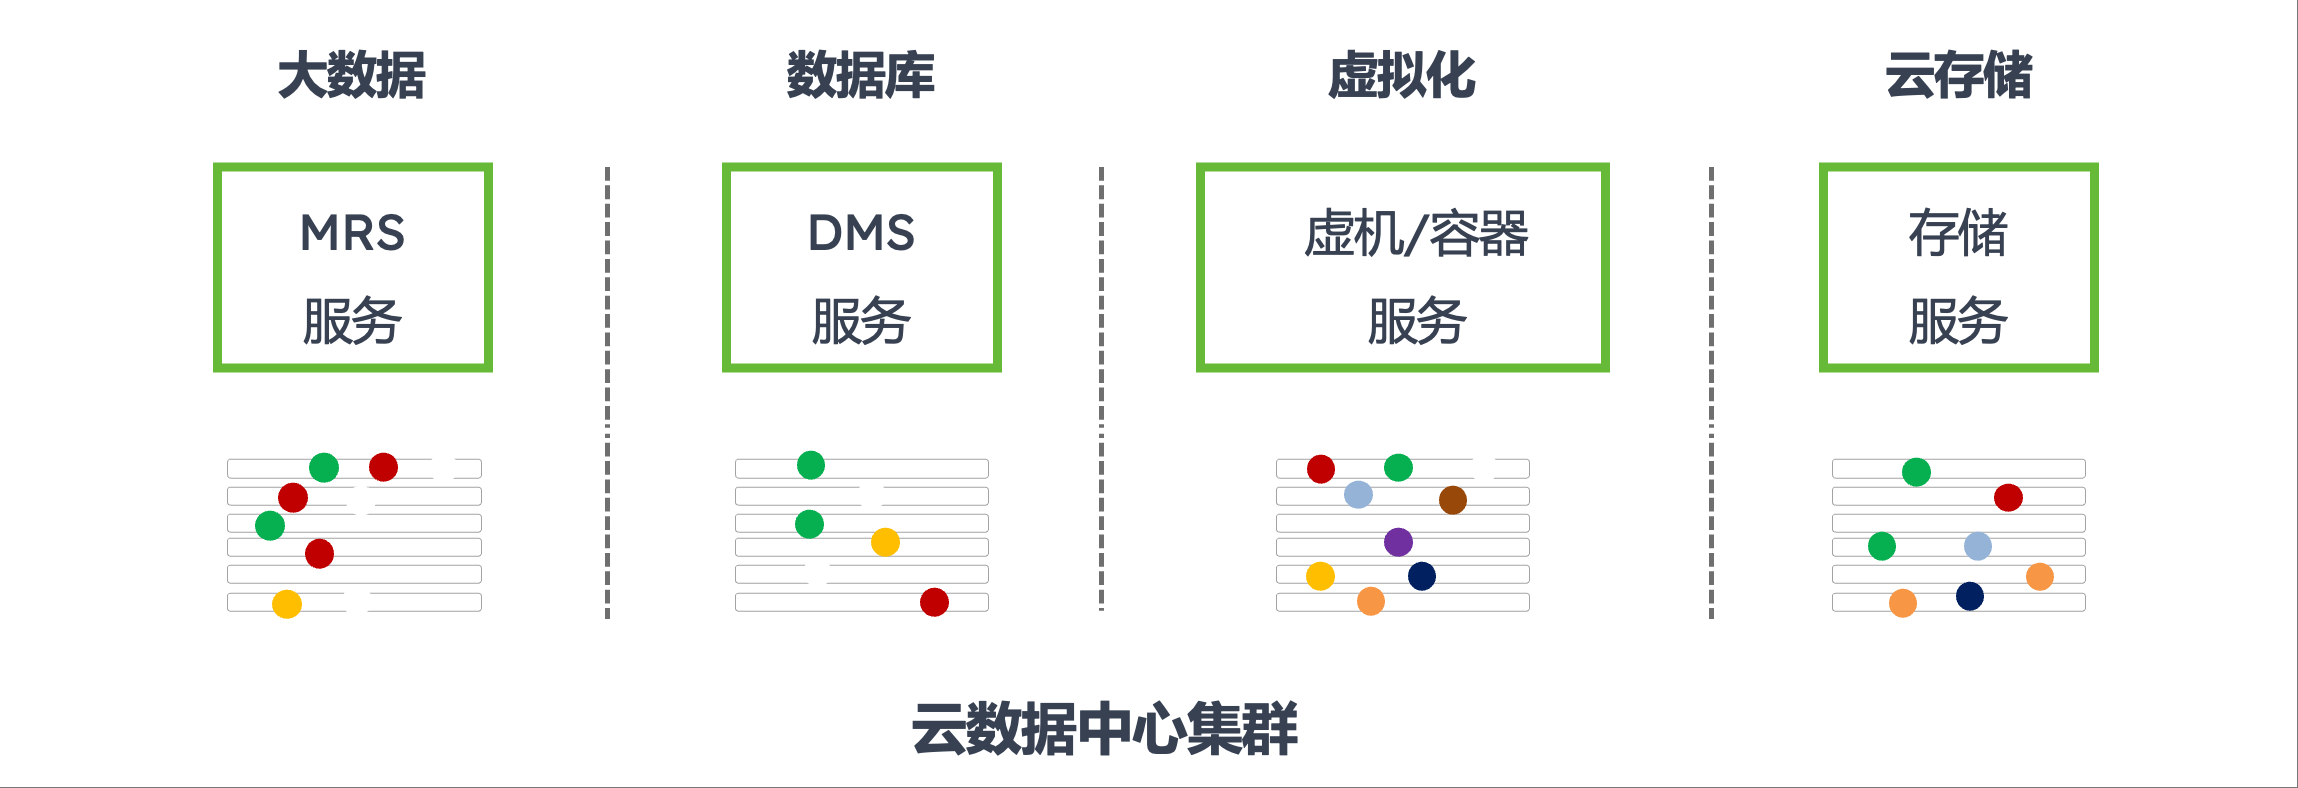 大数据
数据库
虚拟化
云存储
MRS
服务
DMS
服务
虚机/容器
服务
存储
服务
云数据中心集群